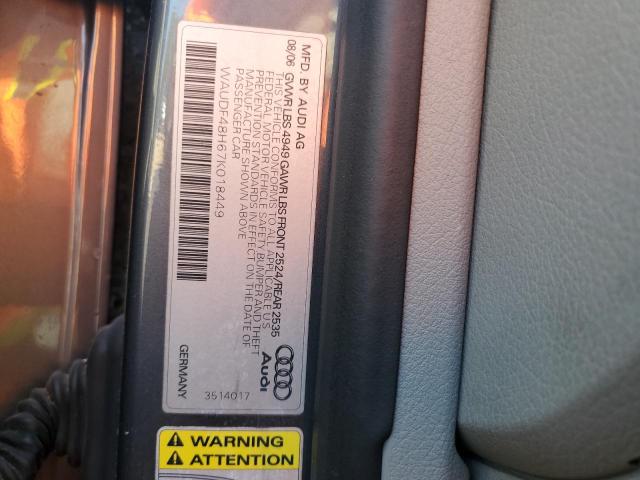 MFD. BY AUDI AG
08/06 GVWR LBS 4949 GAWR LBS FRONT 2524/REAR 2535
THIS VEHICLE CONFORMS TO ALL APPLICABLE U.S.
FEDERAL MOTOR VEHICLE SAFETY BUMPER AND THEFT
PREVENTION STANDARDS IN EFFECT ON THE DATE OF
MANUFACTURE SHOWN ABOVE
PASSENGER CAR
WAUDF48H67K018449
Audi
GERMANY
3514017
WARNING
ATTENTION